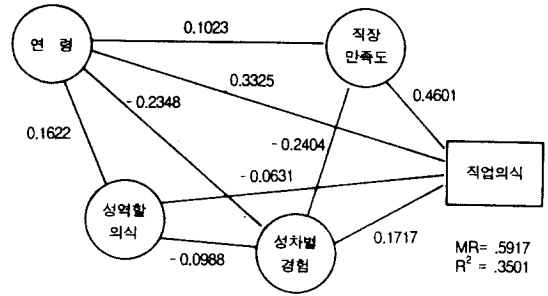 0.1023
연 령
직장
만족도
0.3325
- 0.2348
0.4601
0.1622
- 0.2404
- 0.0631
직업의식
성역할
의식
성차별
경험
0.1717
- 0.0988
MR= .5917
R² = .3501